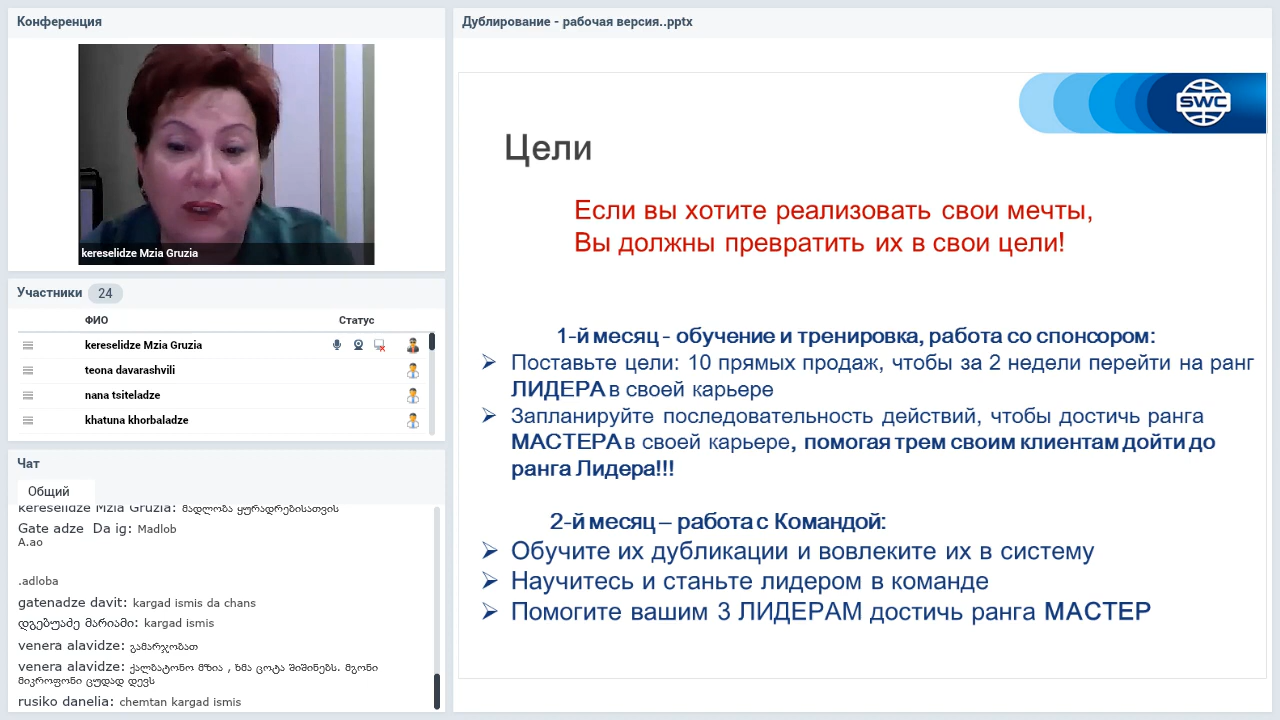 Конференция
kereselidze Mzia Gruzia
Участники 24
ФИО Статус
kereselidze Mzia Gruzia
teona davarashvili
nana tsiteladze
khatuna khorbaladze
Чат
Общий
kereselidze Mzia Gruzia: მადლობა ყურადრებისათვის
Gate adze Da ig: Madlob
A.ao
.adloba
gatenadze davit: kargad ismis da chans
დგებუაძე მარიამი: kargad ismis
venera alavidze: გამარჯობათ
venera alavidze: ქალბატონო მზია , ხმა ცოტა შიშინებს. მგონი
მიკროფონი ცუდად დევს
rusiko danelia: chemtan kargad ismis
Дублирование - рабочая версия..pptx
SWC
Цели
Если вы хотите реализовать свои мечты,
Вы должны превратить их в свои цели!
1-й месяц - обучение и тренировка, работа со спонсором:
➢ Поставьте цели: 10 прямых продаж, чтобы за 2 недели перейти на ранг
ЛИДЕРА в своей карьере
➢ Запланируйте последовательность действий, чтобы достичь ранга
МАСТЕРА в своей карьере, помогая трем своим клиентам дойти до
ранга Лидера!!!
2-й месяц – работа с Командой:
➢ Обучите их дубликации и вовлеките их в систему
➢ Научитесь и станьте лидером в команде
➢ Помогите вашим 3 ЛИДЕРАМ достичь ранга МАСТЕР